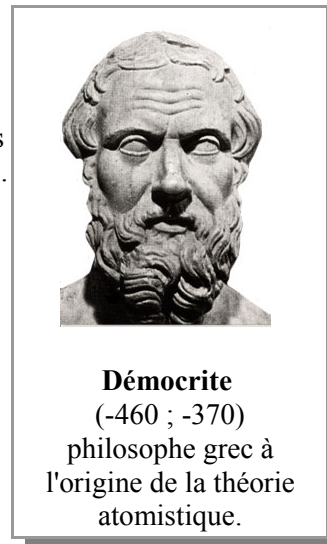 s
.
Démocrite
(-460 ; -370)
philosophe grec à
l'origine de la théorie
atomistique.